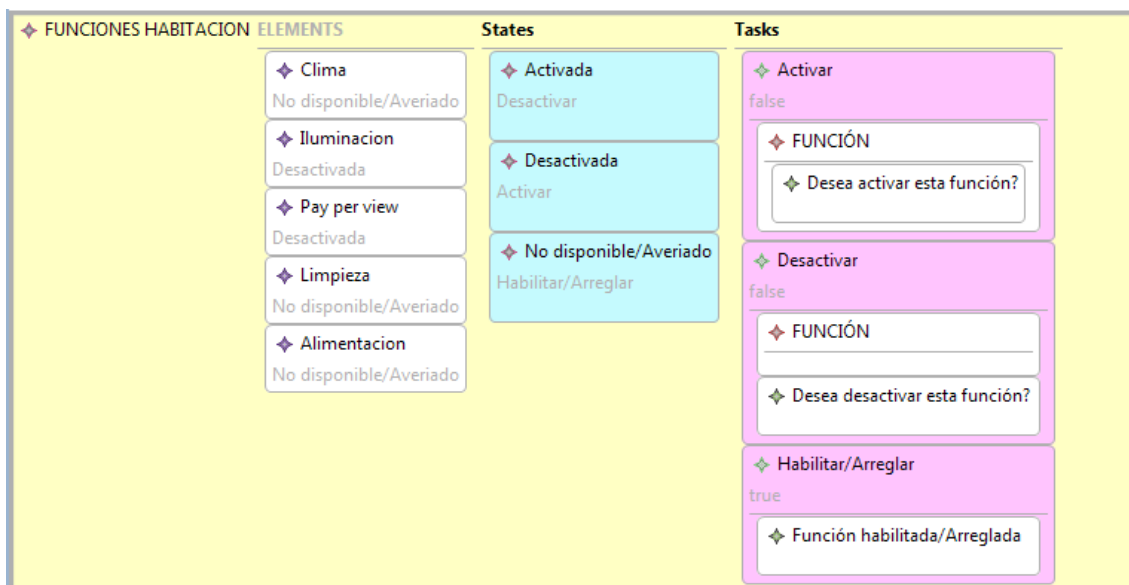 FUNCIONES HABITACION
ELEMENTS
Clima
No disponible/Averiado
Iluminacion
Desactivada
Pay per view
Desactivada
Limpieza
No disponible/Averiado
Alimentacion
No disponible/Averiado
States
Activada
Desactivar
Desactivada
Activar
No disponible/Averiado
Habilitar/Arreglar
Tasks
Activar
false
FUNCIÓN
Desea activar esta función?
Desactivar
false
FUNCIÓN
Desea desactivar esta función?
Habilitar/Arreglar
true
Función habilitada/Arreglada